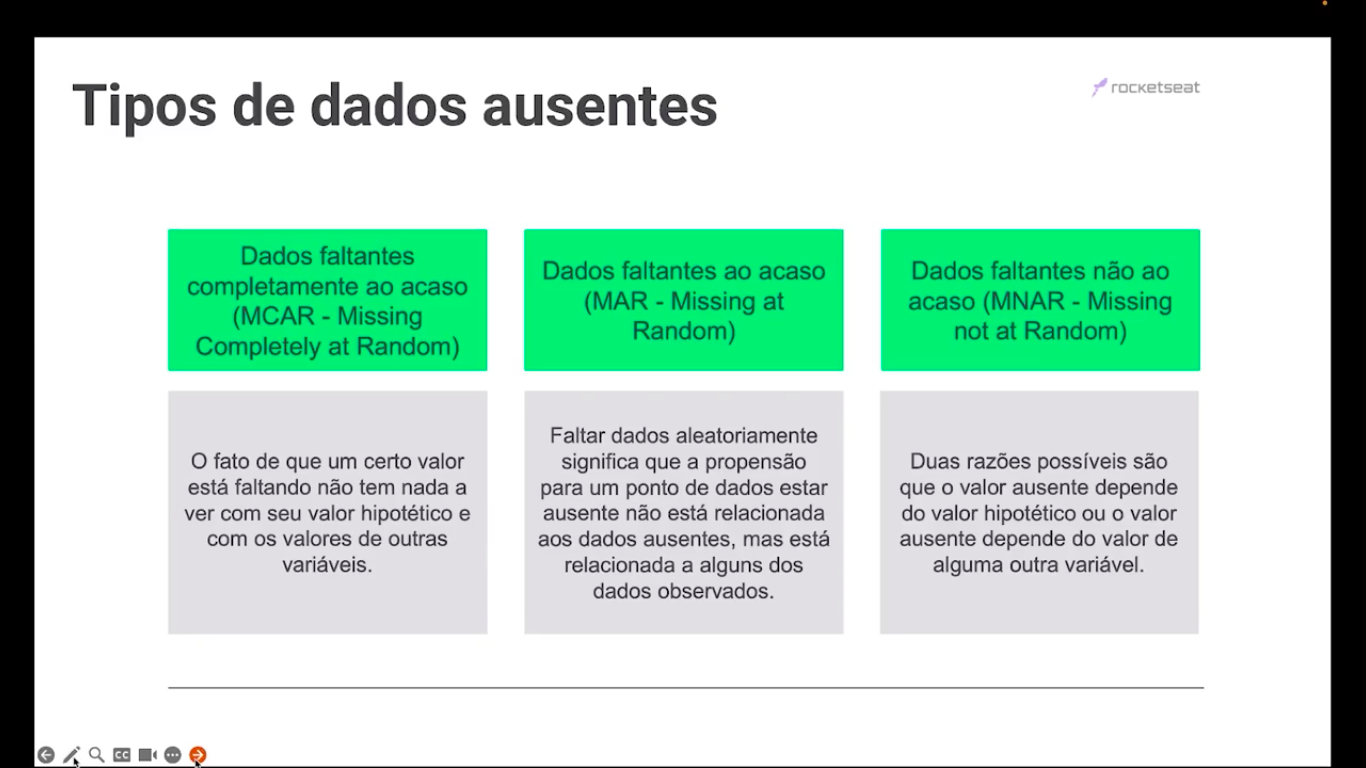 Tipos de dados ausentes
rocketseat
Dados faltantes
completamente ao acaso
(MCAR - Missing
Completely at Random)
Dados faltantes ao acaso
(MAR - Missing at
Random)
Dados faltantes não ao
acaso (MNAR - Missing
not at Random)
O fato de que um certo valor
está faltando não tem nada a
ver com seu valor hipotético e
com os valores de outras
variáveis.
Faltar dados aleatoriamente
significa que a propensão
para um ponto de dados estar
ausente não está relacionada
aos dados ausentes, mas está
relacionada a alguns dos
dados observados.
Duas razões possíveis são
que o valor ausente depende
do valor hipotético ou o valor
ausente depende do valor de
alguma outra variável.
CC